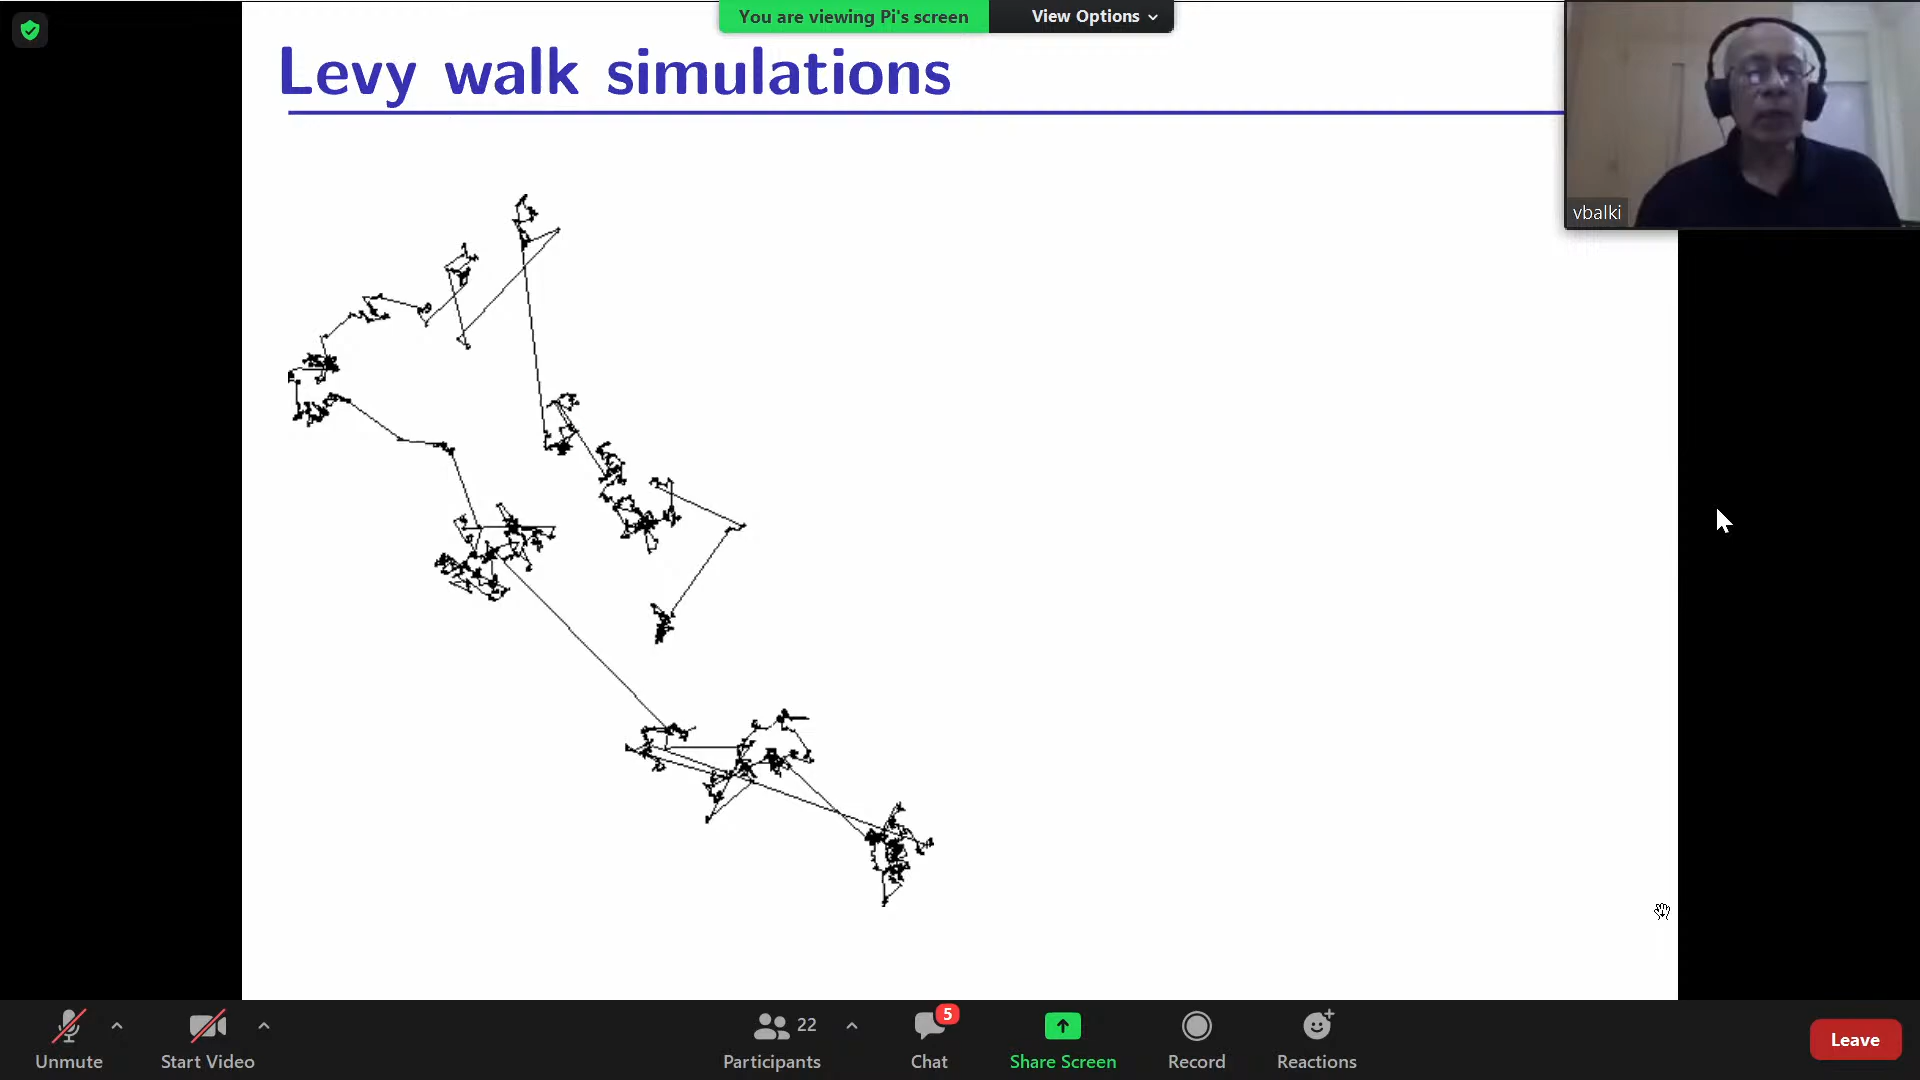 You are viewing Pi's screen
View Options
Levy walk simulations
vbalki
Unmute
Start Video
22
Participants
5
Chat
Share Screen
Record
Reactions
Leave